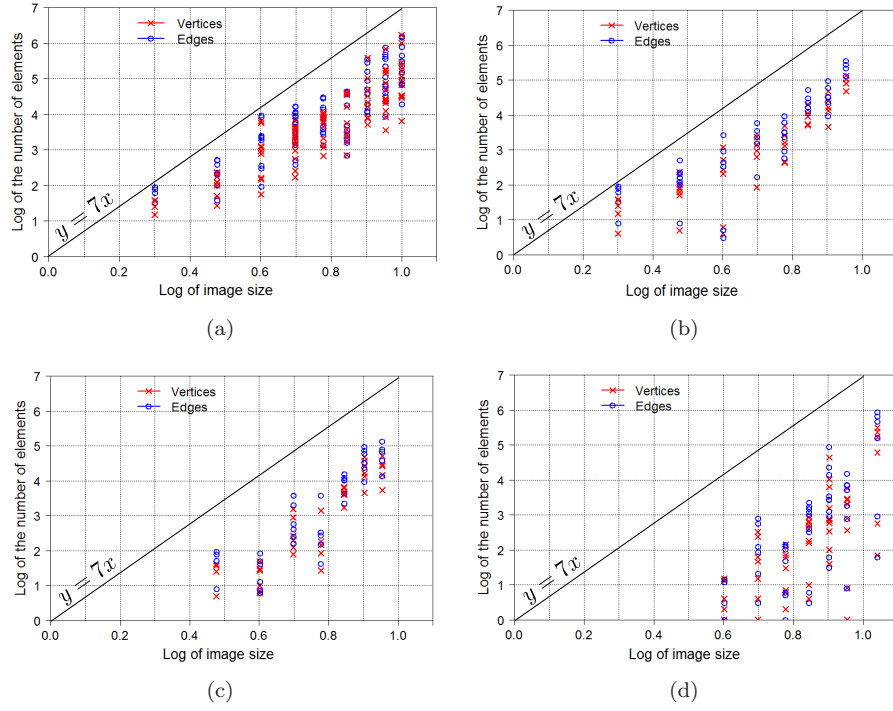 Vertices
Edges
Log of the number of elements
7
6
5
4
3
2
1
0
y = 7x
0.0 0.2 0.4 0.6 0.8 1.0
Log of image size
(a)
Vertices
Edges
Log of the number of elements
7
6
5
4
3
2
1
0
y = 7x
0.0 0.2 0.4 0.6 0.8 1.0
Log of image size
(b)
Vertices
Edges
Log of the number of elements
7
6
5
4
3
2
1
0
y = 7x
0.0 0.2 0.4 0.6 0.8 1.0
Log of image size
(c)
Vertices
Edges
Log of the number of elements
7
6
5
4
3
2
1
0
y = 7x
0.0 0.2 0.4 0.6 0.8 1.0
Log of image size
(d)